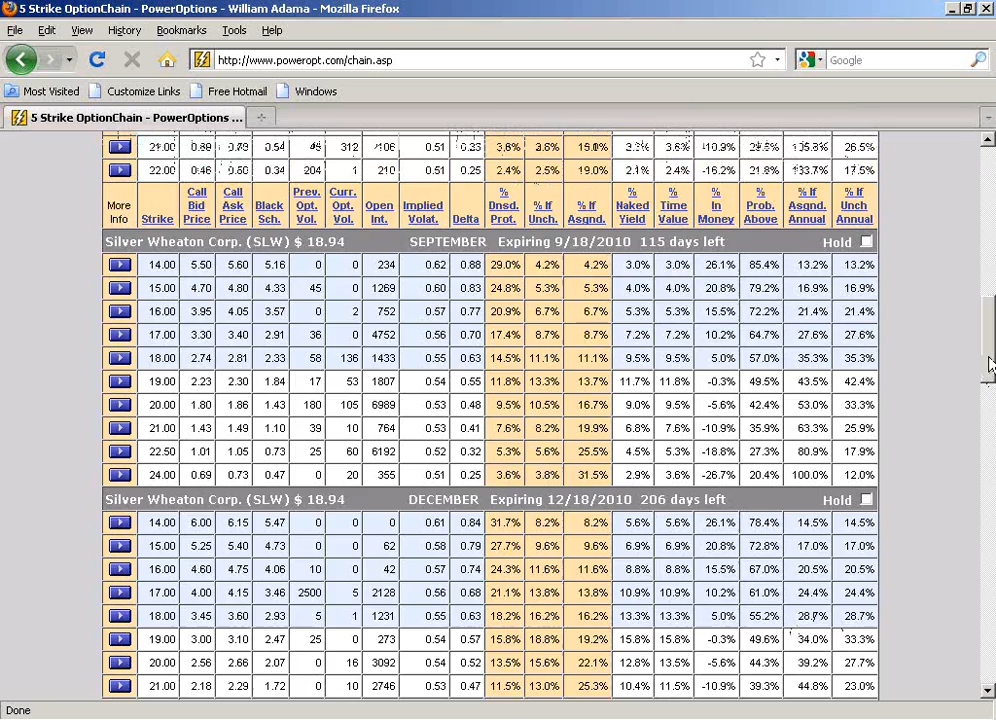 5 Strike OptionChain - PowerOptions - William Adama - Mozilla Firefox
File Edit View History Bookmarks Tools Help
http://www.poweropt.com/chain.asp Google
Most Visited Customize Links Free Hotmail Windows
5 Strike OptionChain - PowerOptions ...
22.00 0.46 0.50 0.34 204 1 210 0.51 0.25 2.4% 2.5% 19.0% 2.1% 3.6% -16.2% 17.5%
More Info Strike Call Bid Price Call Ask Price Black Sch. Prev. Opt. Vol. Curr. Opt. Vol. Open Int. Implied Volat. Delta % Dnsd. Prot. % If Unch. % If Asgnd. % Naked Yield % Time Value % In Money % Prob. Above % If Asgnd. Annual % If Unch Annual
Silver Wheaton Corp. (SLW) $ 18.94 SEPTEMBER Expiring 9/18/2010 115 days left Hold
14.00 5.50 5.60 5.16 0 0 234 0.62 0.88 29.0% 4.2% 4.2% 3.0% 3.0% 26.1% 85.4% 13.2% 13.2%
15.00 4.70 4.80 4.33 45 0 1269 0.60 0.83 24.8% 5.3% 5.3% 4.0% 4.0% 20.8% 79.2% 16.9% 16.9%
16.00 3.95 4.05 3.57 0 2 752 0.57 0.77 20.9% 6.7% 6.7% 5.3% 5.3% 15.5% 72.2% 21.4% 21.4%
17.00 3.30 3.40 2.91 36 0 4752 0.56 0.70 17.4% 8.7% 8.7% 7.2% 7.2% 10.2% 64.7% 27.6% 27.6%
18.00 2.74 2.81 2.33 58 136 1433 0.55 0.63 14.5% 11.1% 11.1% 9.5% 9.5% 5.0% 57.0% 35.3% 35.3%
19.00 2.23 2.30 1.84 17 53 1807 0.54 0.55 11.8% 13.3% 13.7% 11.7% 11.8% -0.3% 49.5% 43.5% 42.4%
20.00 1.80 1.86 1.43 180 105 6989 0.53 0.48 9.5% 10.5% 16.7% 9.0% 9.5% -5.6% 42.4% 53.0% 33.3%
21.00 1.43 1.49 1.10 39 10 764 0.53 0.41 7.6% 8.2% 19.9% 6.8% 7.6% -10.9% 35.9% 63.3% 25.9%
22.50 1.01 1.05 0.73 25 60 6192 0.52 0.32 5.3% 5.6% 25.5% 4.5% 5.3% -18.8% 27.3% 80.9% 17.9%
24.00 0.69 0.73 0.47 0 20 355 0.51 0.25 3.6% 3.8% 31.5% 2.9% 3.6% -26.7% 20.4% 100.0% 12.0%
Silver Wheaton Corp. (SLW) $ 18.94 DECEMBER Expiring 12/18/2010 206 days left Hold
14.00 6.00 6.15 5.47 0 0 0 0.61 0.84 31.7% 8.2% 8.2% 5.6% 5.6% 26.1% 78.4% 14.5% 14.5%
15.00 5.25 5.40 4.73 0 0 62 0.58 0.79 27.7% 9.6% 9.6% 6.9% 6.9% 20.8% 72.8% 17.0% 17.0%
16.00 4.60 4.75 4.06 10 0 42 0.57 0.74 24.3% 11.6% 11.6% 8.8% 8.8% 15.5% 67.0% 20.5% 20.5%
17.00 4.00 4.15 3.46 2500 5 2128 0.56 0.68 21.1% 13.8% 13.8% 10.9% 10.9% 10.2% 61.0% 24.4% 24.4%
18.00 3.45 3.60 2.93 5 1 1231 0.55 0.63 18.2% 16.2% 16.2% 13.3% 13.3% 5.0% 55.2% 28.7% 28.7%
19.00 3.00 3.10 2.47 25 0 273 0.54 0.57 15.8% 18.8% 19.2% 15.8% 15.8% -0.3% 49.6% 34.0% 33.3%
20.00 2.56 2.66 2.07 0 16 3092 0.54 0.52 13.5% 15.6% 22.1% 12.8% 13.5% -5.6% 44.3% 39.2% 27.7%
21.00 2.18 2.29 1.72 0 10 2746 0.53 0.47 11.5% 13.0% 25.3% 10.4% 11.5% -10.9% 39.3% 44.8% 23.0%
Done